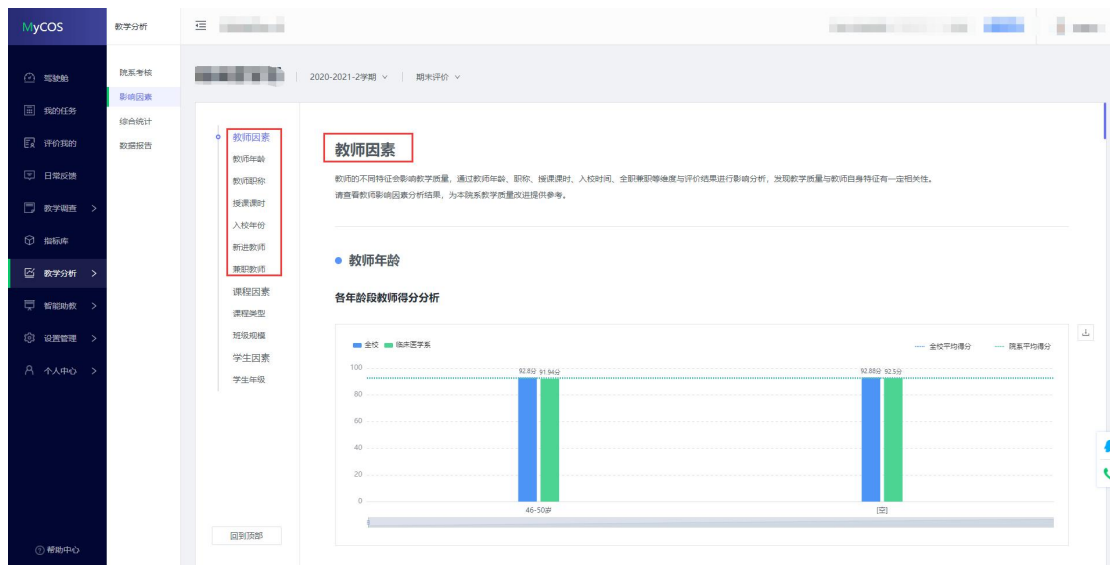 MyCOS
驾驶舱
我的任务
评价我的
日常反馈
教学调查
指标库
教学分析
智能助教
设置管理
个人中心
帮助中心
教学分析
院系考核
影响因素
综合统计
数据报告
2020-2021-2学期
期末评价
教师因素
教师年龄
教师职称
授课课时
入校年份
新进教师
兼职教师
课程因素
课程类型
班级规模
学生因素
学生年级
回到顶部
教师因素
教师的不同特征会影响教学质量，通过教师年龄、职称、授课课时、入校时间、全职兼职等维度与评价结果进行影响分析，发现教学质量与教师自身特征有一定相关性。
请查看教师影响因素分析结果，为本院系教学质量改进提供参考。
教师年龄
各年龄段教师得分分析
全校 临床医学系
全校平均得分 院系平均得分
100
80
60
40
20
0
92.8分 91.94分
92.88分 92.5分
46-50岁
[空]